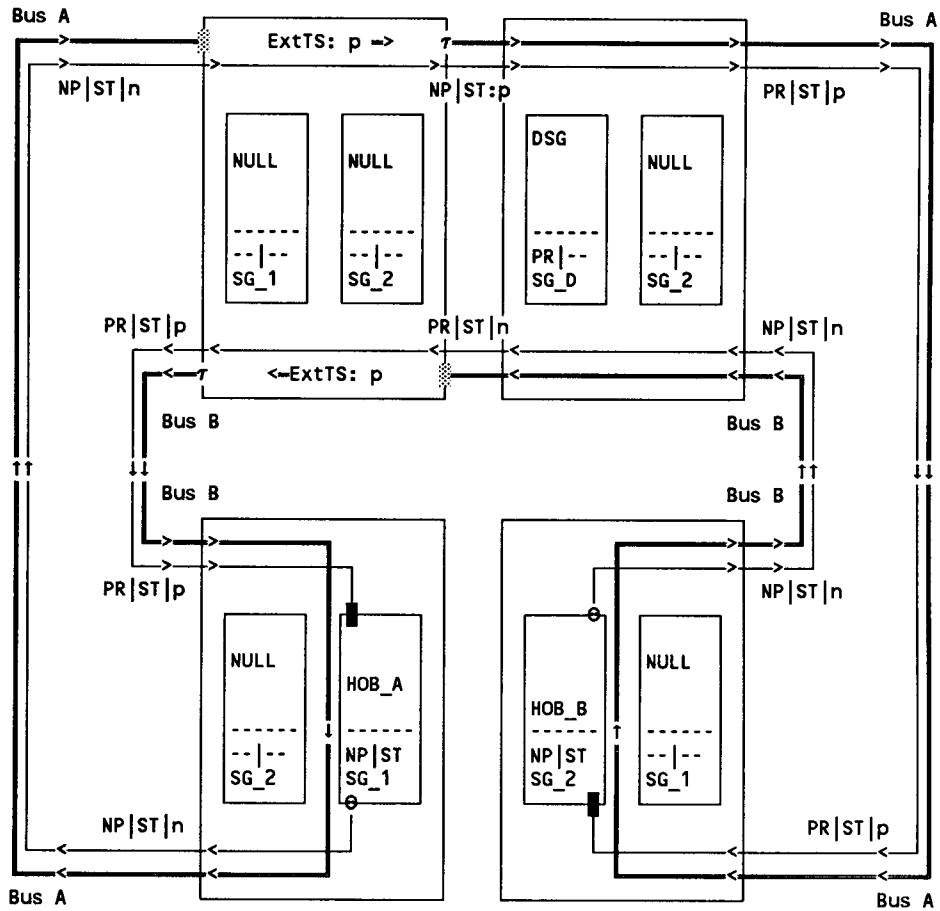 Bus A
Bus A
ExtTS: p —>
τ
NP|ST|n
NP|ST:p
PR|ST|p
NULL
------
--|--
SG_1
NULL
------
--|--
SG_2
DSG
------
PR|--
SG_D
NULL
------
--|--
SG_2
PR|ST|p
PR|ST|n
NP|ST|n
τ
<—ExtTS: p
Bus B
Bus B
↑↑
↓↓
↑↑
↓↓
Bus B
Bus B
PR|ST|p
NP|ST|n
NULL
------
--|--
SG_2
HOB_A
------
NP|ST
SG_1
↓
HOB_B
------
NP|ST
SG_2
↑
NULL
------
--|--
SG_1
NP|ST|n
PR|ST|p
Bus A
Bus A